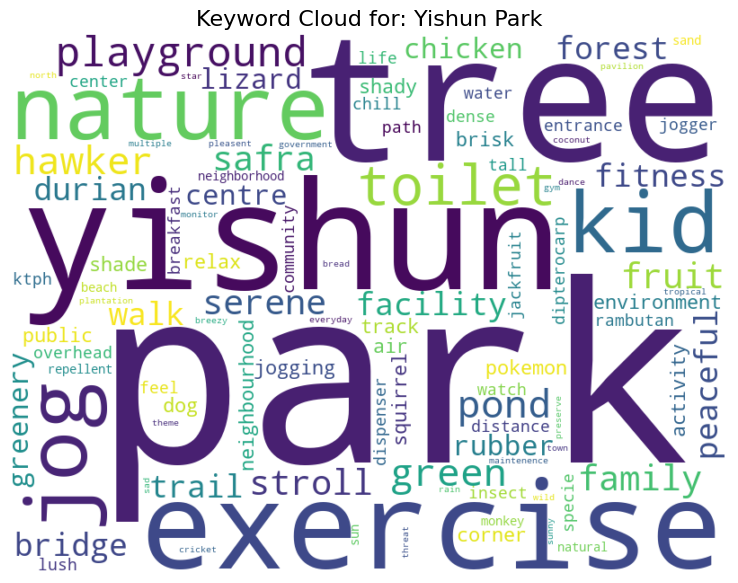 Keyword Cloud for: Yishun Park
playground
life
chicken
forest
sand
north
center
star
lizard
tree
shady
water
pavilion
nature
chill
dense
path
entrance
jogger
multiple
pleasent
government
brisk
coconut
hawker
safra
tall
neighborhood
toilet
fitness
durian
centre
gym
dance
kid
breakfast
monitor
yishun
community
jackfruit
dipterocarp
ktph
shade
relax
bread
fruit
beach
tropical
plantation
serene
facility
environment
walk
breezy
everyday
rambutan
public
track
overhead
air
peaceful
greenery
repellent
neighbourhood
jogging
squirrel
pokemon
activity
jog
feel
dog
park
dispenser
watch
pond
distance
preserve
theme
rubber
town
maintenence
sad
trail
stroll
green
family
rain
insect
wild
specie
exercise
sun
monkey
sunny
bridge
corner
cricket
threat
natural
lush